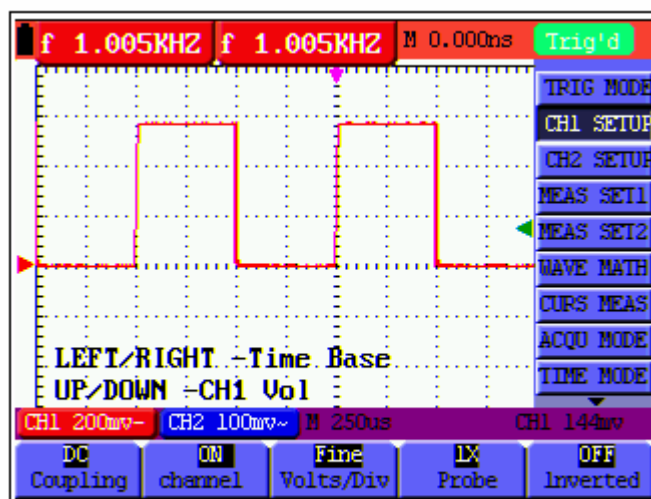 f 1.005KHZ f 1.005KHZ M 0.000ns Trig'd
TRIG MODE
CH1 SETUP
CH2 SETUP
MEAS SET1
MEAS SET2
WAVE MATH
CURS MEAS
ACQU MODE
TIME MODE
LEFT/RIGHT -Time Base
UP/DOWN -CH1 Vol
CH1 200mv- CH2 100mv~ M 250us CH1 144mv
DC ON Fine 1X OFF
Coupling channel Volts/Div Probe lnverted